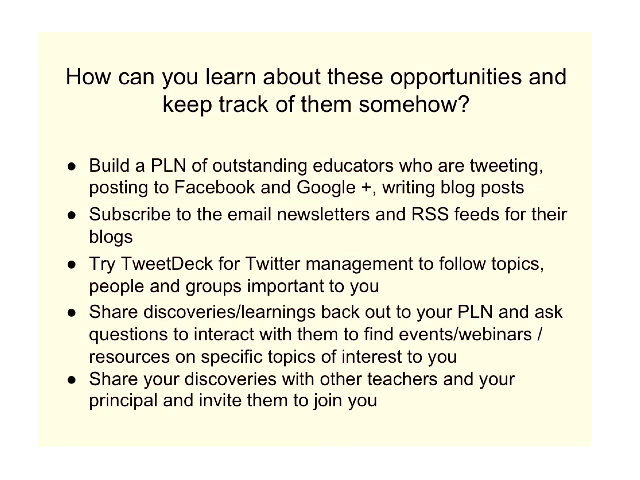 How can you learn about these opportunities and
keep track of them somehow?
● Build a PLN of outstanding educators who are tweeting,
posting to Facebook and Google +, writing blog posts
● Subscribe to the email newsletters and RSS feeds for their
blogs
● Try TweetDeck for Twitter management to follow topics,
people and groups important to you
● Share discoveries/learnings back out to your PLN and ask
questions to interact with them to find events/webinars /
resources on specific topics of interest to you
● Share your discoveries with other teachers and your
principal and invite them to join you